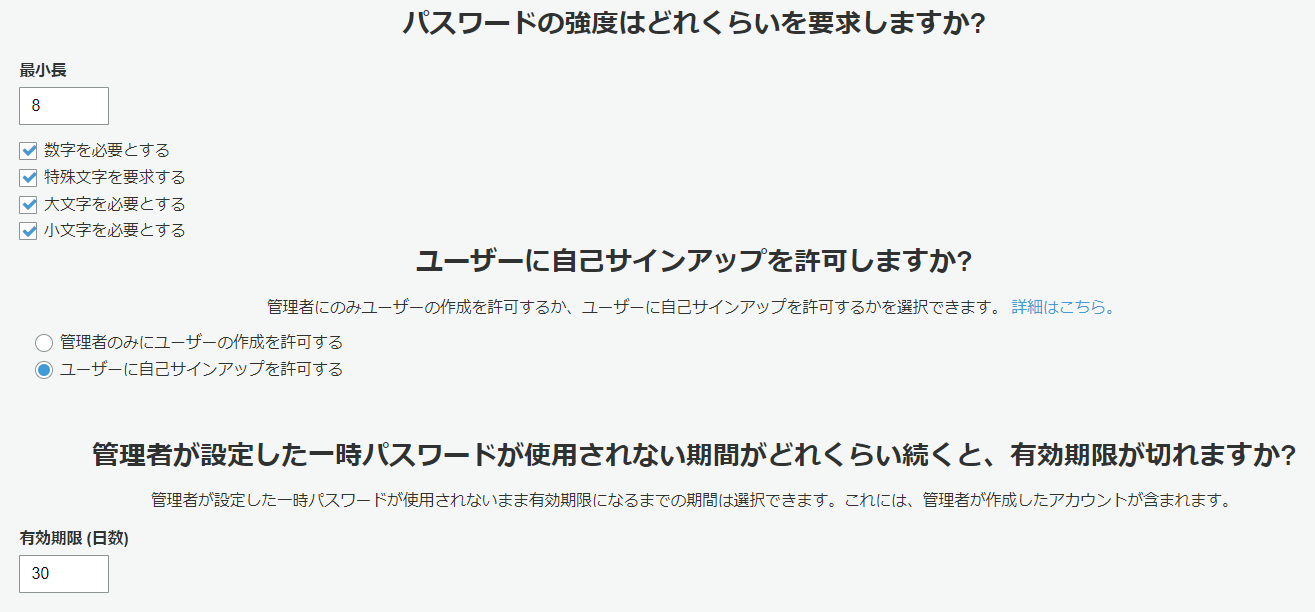 パスワードの強度はどれくらいを要求しますか?
最小長
8
数字を必要とする
特殊文字を要求する
大文字を必要とする
小文字を必要とする
ユーザーに自己サインアップを許可しますか?
管理者にのみユーザーの作成を許可するか、ユーザーに自己サインアップを許可するかを選択できます。 詳細はこちら。
管理者のみにユーザーの作成を許可する
ユーザーに自己サインアップを許可する
管理者が設定した一時パスワードが使用されない期間がどれくらい続くと、有効期限が切れますか?
管理者が設定した一時パスワードが使用されないまま有効期限になるまでの期間は選択できます。これには、管理者が作成したアカウントが含まれます。
有効期限 (日数)
30